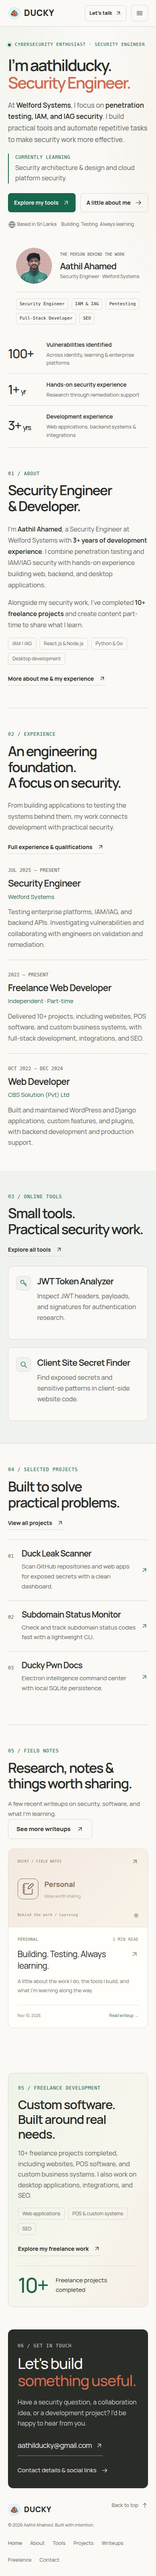 DUCKY
Let's talk
CYBERSECURITY ENTHUSIAST · SECURITY ENGINEER
I'm aathilducky.
Security Engineer.
At Welford Systems, I focus on penetration
testing, IAM, and IAG security. I build
practical tools and automate repetitive tasks
to make security work more efficient.
CURRENTLY LEARNING
Security architecture & design and cloud
platform security.
Explore my tools
A little about me
Based in Sri Lanka
Building. Testing. Always learning.
THE PERSON BEHIND THE WORK
Aathil Ahamed
Security Engineer · Welford Systems
Security Engineer
IAM & IAG
Pentesting
Full-Stack Developer
SEO
100+
Vulnerabilities identified
Across identity, learning & enterprise
platforms
1+ yr
Hands-on security experience
Research through remediation support
3+ yrs
Development experience
Web applications, backend systems &
integrations
01 / ABOUT
Security Engineer
& Developer.
I'm Aathil Ahamed, a Security Engineer at
Welford Systems with 3+ years of development
experience. I combine penetration testing and
IAM/IAG security with hands-on experience
building web, backend, and desktop
applications.
Alongside my security work, I've completed 10+
freelance projects and create content part-
time to share what I learn.
IAM / IAG
React.js & Node.js
Python & Go
Desktop development
More about me & my experience
02 / EXPERIENCE
An engineering
foundation.
A focus on security.
From building applications to testing the
systems behind them, my work connects
development with practical security.
Full experience & qualifications
JUL 2025 — PRESENT
Security Engineer
Welford Systems
Testing enterprise platforms, IAM/IAG, and
backend APIs. Investigating vulnerabilities and
collaborating with engineers on validation and
remediation.
2022 — PRESENT
Freelance Web Developer
Independent · Part-time
Delivered 10+ projects, including websites, POS
software, and custom business systems, with
full-stack development, integrations, and SEO.
OCT 2022 — DEC 2024
Web Developer
CBS Solution (Pvt) Ltd
Built and maintained WordPress and Django
applications, custom features, and plugins,
with backend development and production
support.
03 / ONLINE TOOLS
Small tools.
Practical security work.
Explore all tools
JWT Token Analyzer
Inspect JWT headers, payloads,
and signatures for authentication
research.
Client Site Secret Finder
Find exposed secrets and
sensitive patterns in client-side
website code.
04 / SELECTED PROJECTS
Built to solve
practical problems.
View all projects
01
Duck Leak Scanner
Scan GitHub repositories and web apps
for exposed secrets with a clean
dashboard.
02
Subdomain Status Monitor
Check and track subdomain status codes
fast with a lightweight CLI.
03
Ducky Pwn Docs
Electron intelligence command center
with local SQLite persistence.
05 / FIELD NOTES
Research, notes &
things worth sharing.
A few recent writeups on security, software, and
what I'm learning.
See more writeups
DUCKY / FIELD NOTES
Personal
Ideas worth sharing
Behind the work / Learning
PERSONAL
1 MIN READ
Building. Testing. Always
learning.
A little about the work I do, the tools I build, and
what I'm learning along the way.
Nov 10, 2025
Read writeup →
05 / FREELANCE DEVELOPMENT
Custom software.
Built around real
needs.
10+ freelance projects completed,
including websites, POS software, and
custom business systems. I also work on
desktop applications, integrations, and
SEO.
Web applications
POS & custom systems
SEO
Explore my freelance work
10+
Freelance projects
completed
06 / GET IN TOUCH
Let's build
something useful.
Have a security question, a collaboration
idea, or a development project? I'd be
happy to hear from you.
aathilducky@gmail.com
Contact details & social links
DUCKY
Back to top
© 2026 Aathil Ahamed. Built with intention.
Home
About
Tools
Projects
Writeups
Freelance
Contact